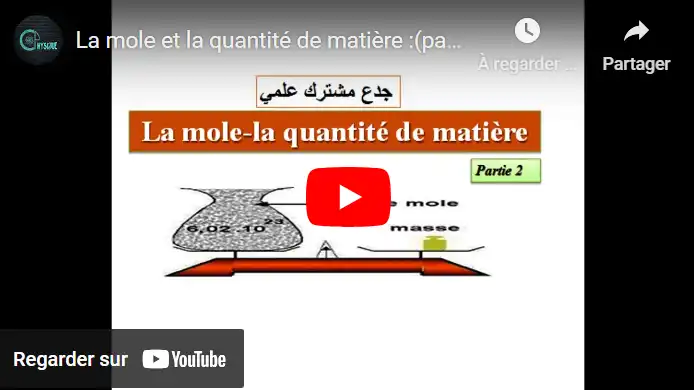 La mole et la quantité de matière :(pa...
À regarder ...
Partager
جدع مشترك علمي
La mole-la quantité de matière
Partie 2
e mole
6,02 .10 23
masse
Regarder sur YouTube